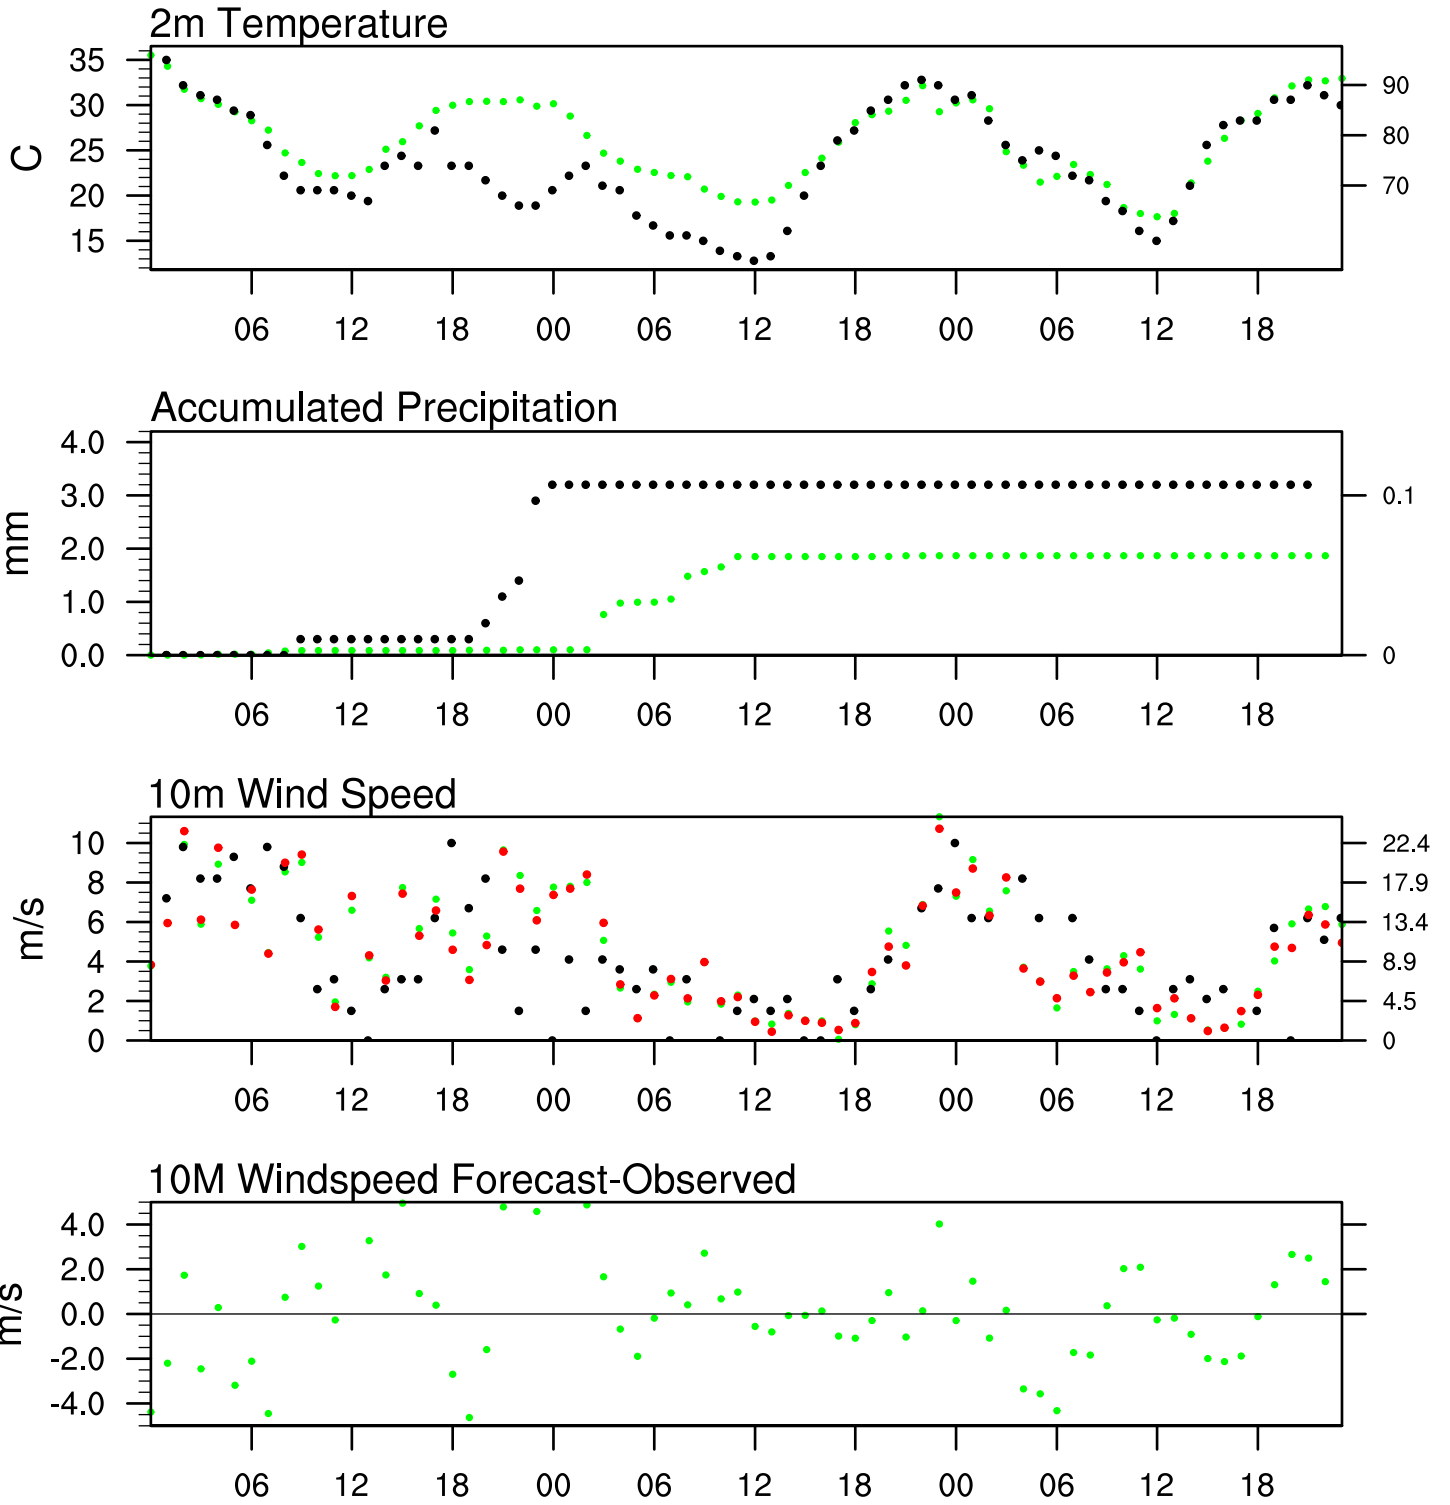 2m Temperature
35
30
25
20
15
C
90
80
70
06 12 18 00 06 12 18 00 06 12 18
Accumulated Precipitation
4.0
3.0
2.0
1.0
0.0
mm
0.1
0
06 12 18 00 06 12 18 00 06 12 18
10m Wind Speed
10
8
6
4
2
0
m/s
22.4
17.9
13.4
8.9
4.5
0
06 12 18 00 06 12 18 00 06 12 18
10M Windspeed Forecast-Observed
4.0
2.0
0.0
-2.0
-4.0
m/s
06 12 18 00 06 12 18 00 06 12 18